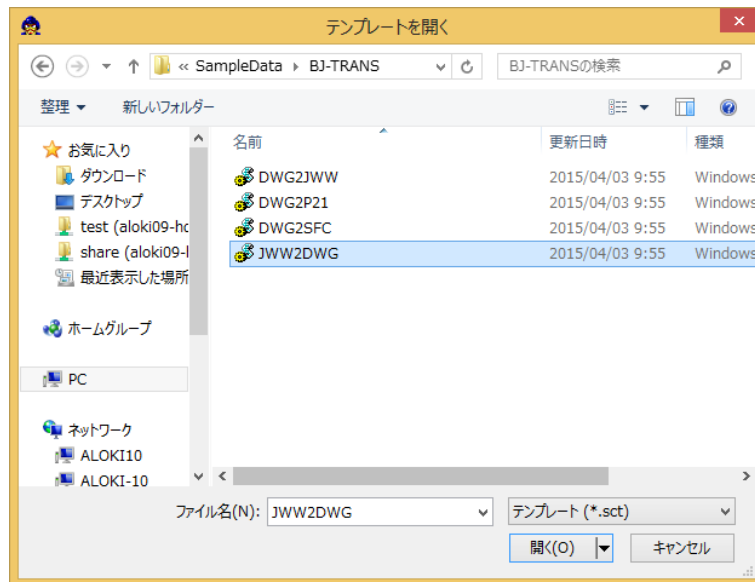 テンプレートを開く
« SampleData ▸ BJ-TRANS
BJ-TRANSの検索
整理 新しいフォルダー
お気に入り
ダウンロード
デスクトップ
test (aloki09-hc
share (aloki09-l
最近表示した場所
ホームグループ
PC
ネットワーク
ALOKI10
ALOKI-10
名前 更新日時 種類
DWG2JWW 2015/04/03 9:55 Windows
DWG2P21 2015/04/03 9:55 Windows
DWG2SFC 2015/04/03 9:55 Windows
JWW2DWG 2015/04/03 9:55 Windows
ファイル名(N): JWW2DWG テンプレート (*.sct)
開く(O) キャンセル